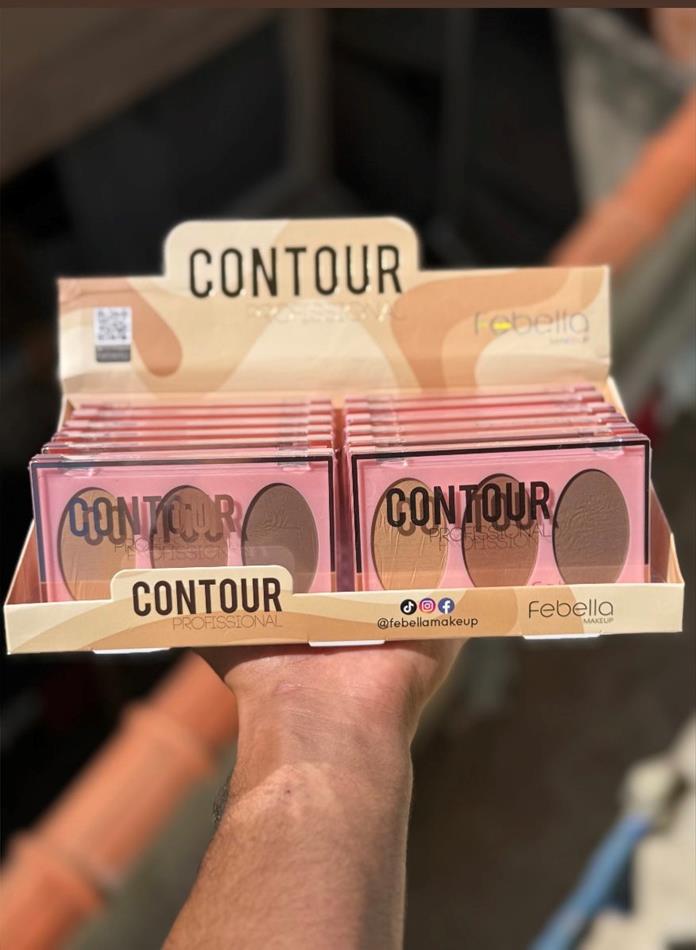 CONTOUR
PROFISSIONAL
febella
MAKEUP
CONTOUR
PROFISSIONAL
CONTOUR
PROFISSIONAL
CONTOUR
PROFISSIONAL
@febellamakeup
Febella
MAKEUP